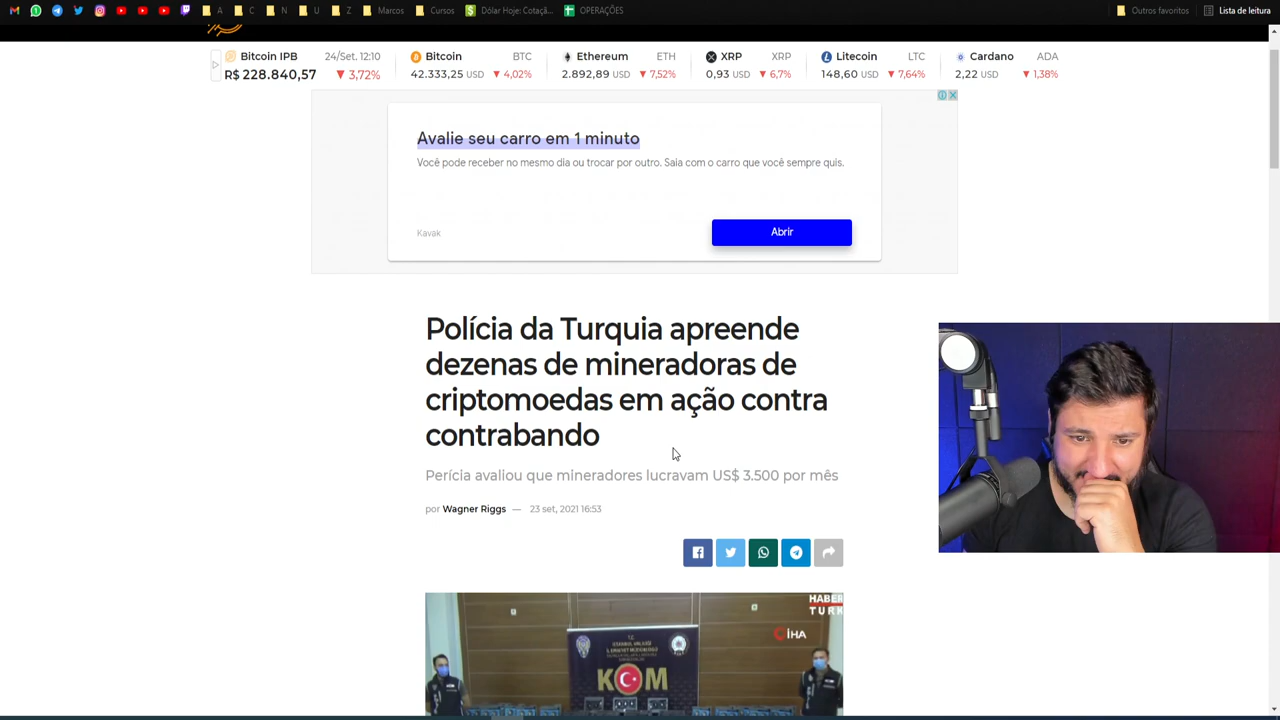 A
C
N
U
Z
Marcos
Cursos
Dólar Hoje: Cotaçã...
OPERAÇÕES
Outros favoritos
Lista de leitura
Bitcoin IPB 24/Set. 12:10
R$ 228.840,57 ▼ 3,72%
Bitcoin BTC
42.333,25 USD ▼ 4,02%
Ethereum ETH
2.892,89 USD ▼ 7,52%
XRP XRP
0,93 USD ▼ 6,7%
Litecoin LTC
148,60 USD ▼ 7,64%
Cardano ADA
2,22 USD ▼ 1,38%
Avalie seu carro em 1 minuto
Você pode receber no mesmo dia ou trocar por outro. Saia com o carro que você sempre quis.
Kavak
Abrir
Polícia da Turquia apreende
dezenas de mineradoras de
criptomoedas em ação contra
contrabando
Perícia avaliou que mineradores lucravam US$ 3.500 por mês
por Wagner Riggs — 23 set, 2021 16:53
HABER
TURK
İHA
T.C.
KOM